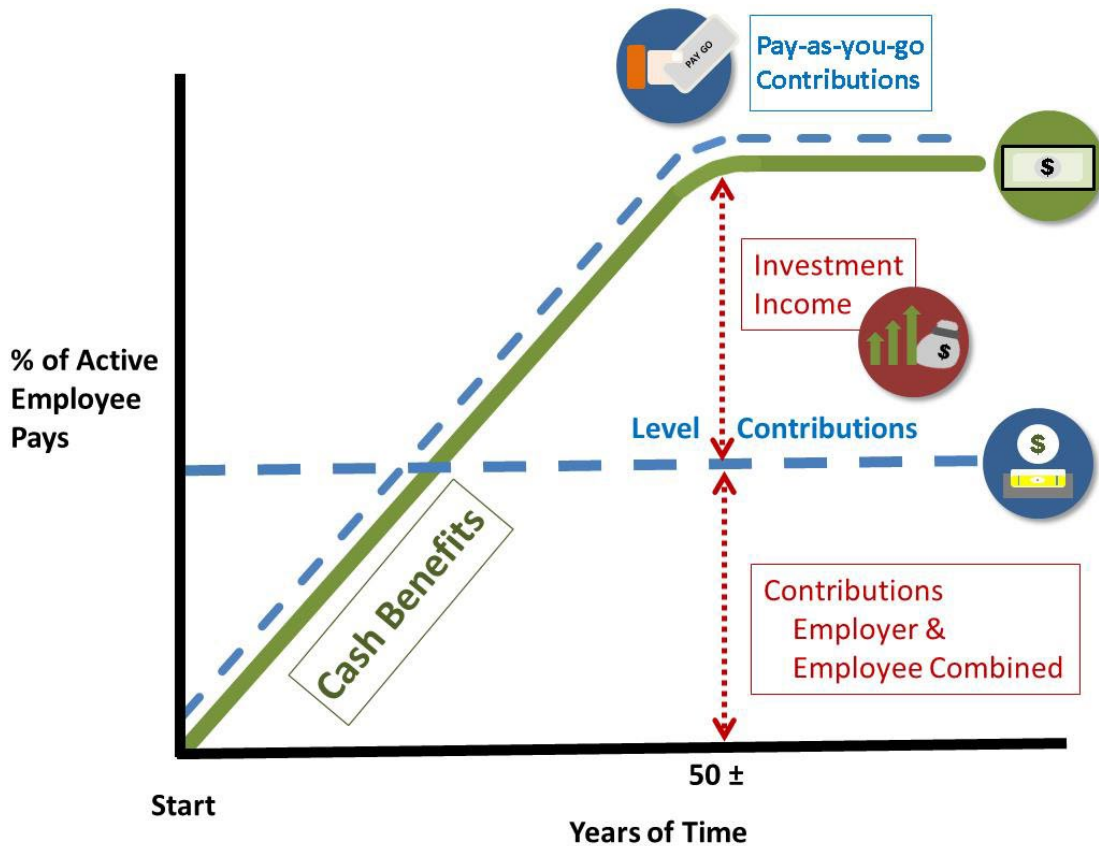 PAY GO
Pay-as-you-go
Contributions
$
Investment
Income
$
% of Active
Employee
Pays
Level Contributions
$
Cash Benefits
Contributions
Employer &
Employee Combined
50 ±
Start
Years of Time